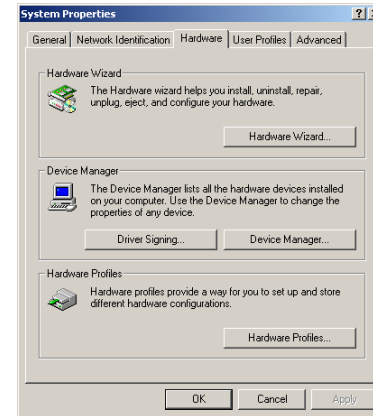 System Properties
General
Network Identification
Hardware
User Profiles
Advanced
Hardware Wizard
The Hardware wizard helps you install, uninstall, repair,
unplug, eject, and configure your hardware.
Hardware Wizard...
Device Manager
The Device Manager lists all the hardware devices installed
on your computer. Use the Device Manager to change the
properties of any device.
Driver Signing...
Device Manager...
Hardware Profiles
Hardware profiles provide a way for you to set up and store
different hardware configurations.
Hardware Profiles...
OK
Cancel
Apply